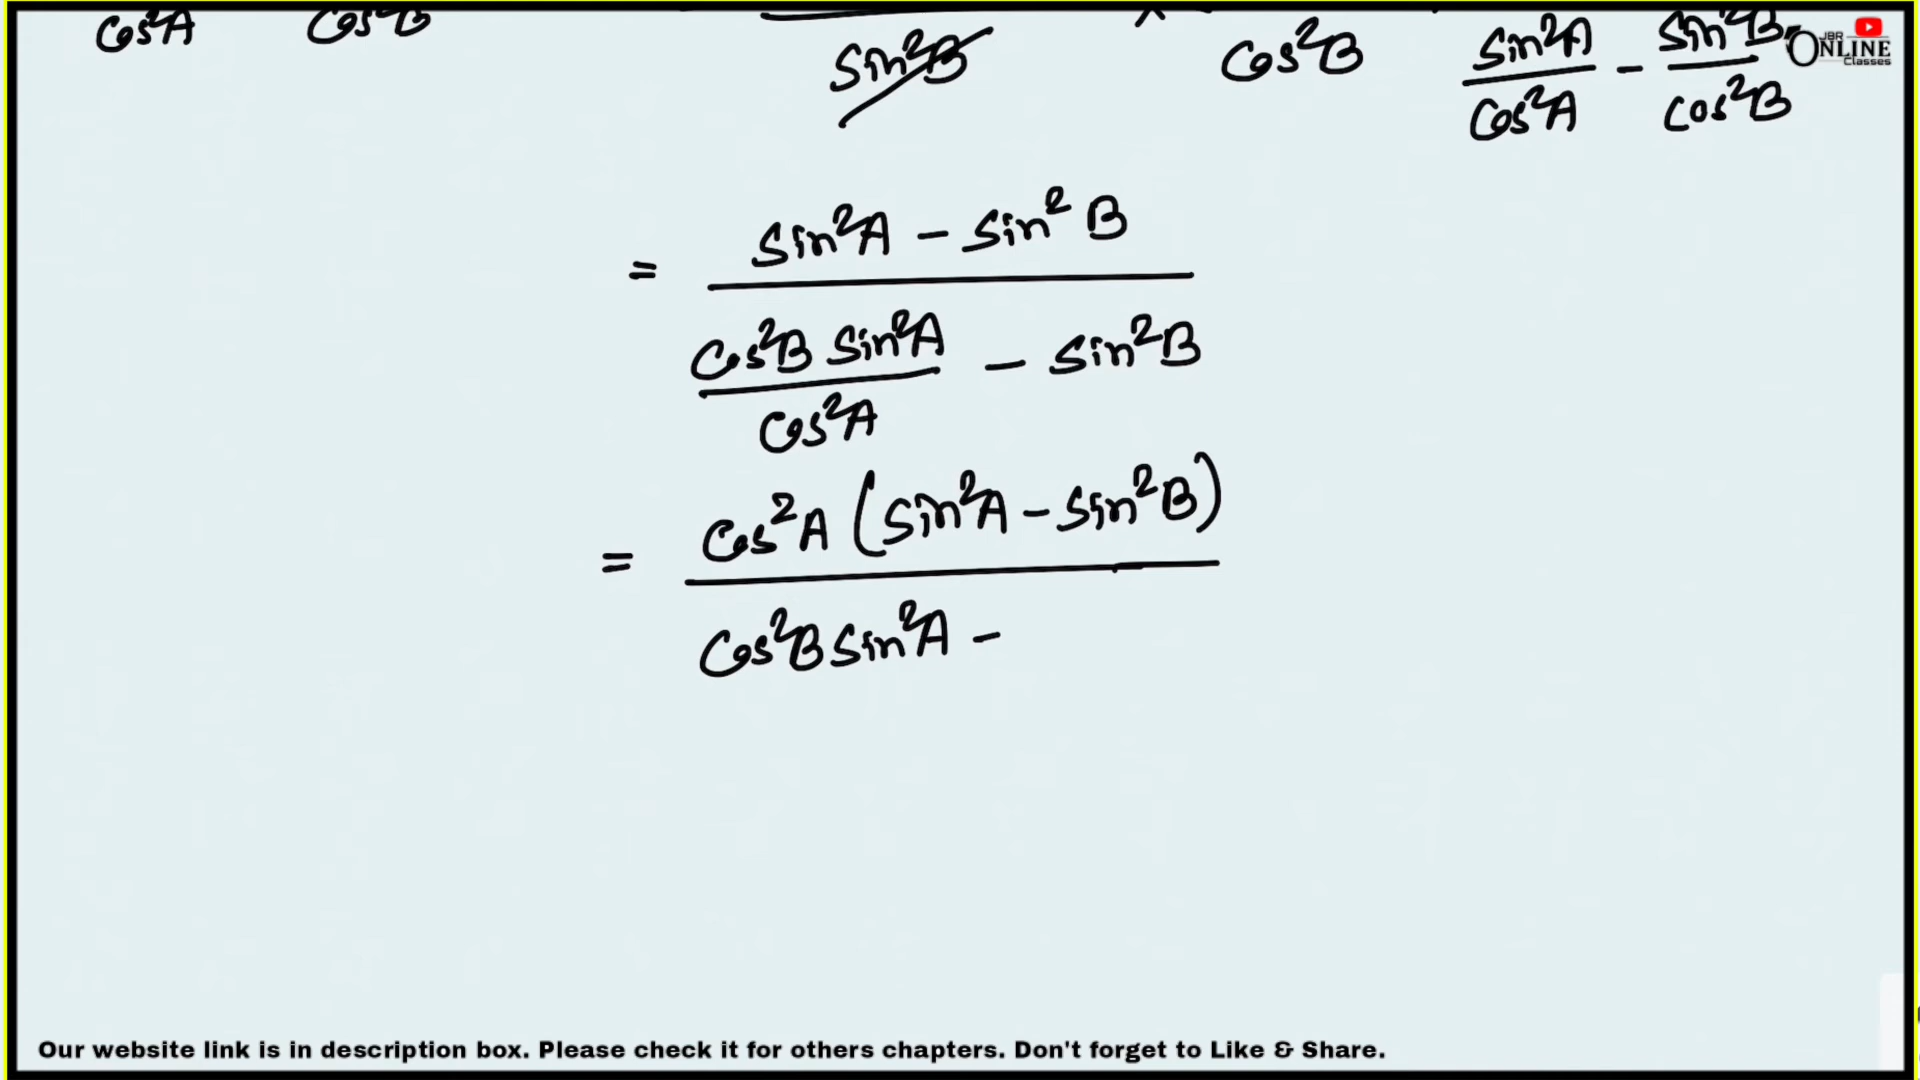 Cos²A Cos²B Sin²B Cos²B Sin²A/Cos²A - Sin²B/Cos²B
JBR ONLINE Classes
= Sin²A - Sin²B
Cos²B Sin²A - Sin²B
Cos²A
= Cos²A (Sin²A - Sin²B)
Cos²B Sin²A -
Our website link is in description box. Please check it for others chapters. Don't forget to Like & Share.